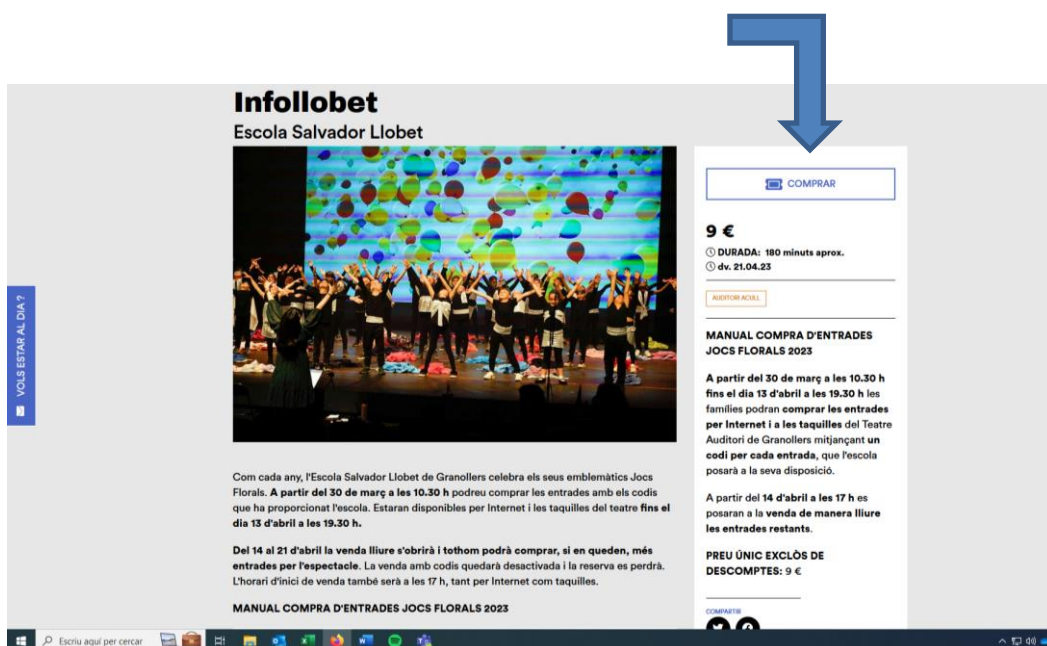 Infollobet
Escola Salvador Llobet
COMPRAR
9 €
DURADA: 180 minuts aprox.
dv. 21.04.23
AUDITORI ACULL
MANUAL COMPRA D'ENTRADES
JOCS FLORALS 2023
A partir del 30 de març a les 10.30 h
fins el dia 13 d'abril a les 19.30 h les
famílies podran comprar les entrades
per Internet i a les taquilles del Teatre
Auditori de Granollers mitjançant un
codi per cada entrada, que l'escola
posarà a la seva disposició.
A partir del 14 d'abril a les 17 h es
posaran a la venda de manera lliure
les entrades restants.
PREU ÚNIC EXCLÒS DE
DESCOMPTES: 9 €
COMPARTIR
VOLS ESTAR AL DIA ?
Com cada any, l'Escola Salvador Llobet de Granollers celebra els seus emblemàtics Jocs
Florals. A partir del 30 de març a les 10.30 h podreu comprar les entrades amb els codis
que ha proporcionat l'escola. Estaran disponibles per Internet i les taquilles del teatre fins el
dia 13 d'abril a les 19.30 h.
Del 14 al 21 d'abril la venda lliure s'obrirà i tothom podrà comprar, si en queden, més
entrades per l'espectacle. La venda amb codis quedarà desactivada i la reserva es perdrà.
L'horari d'inici de venda també serà a les 17 h, tant per Internet com taquilles.
MANUAL COMPRA D'ENTRADES JOCS FLORALS 2023
Escriu aquí per cercar